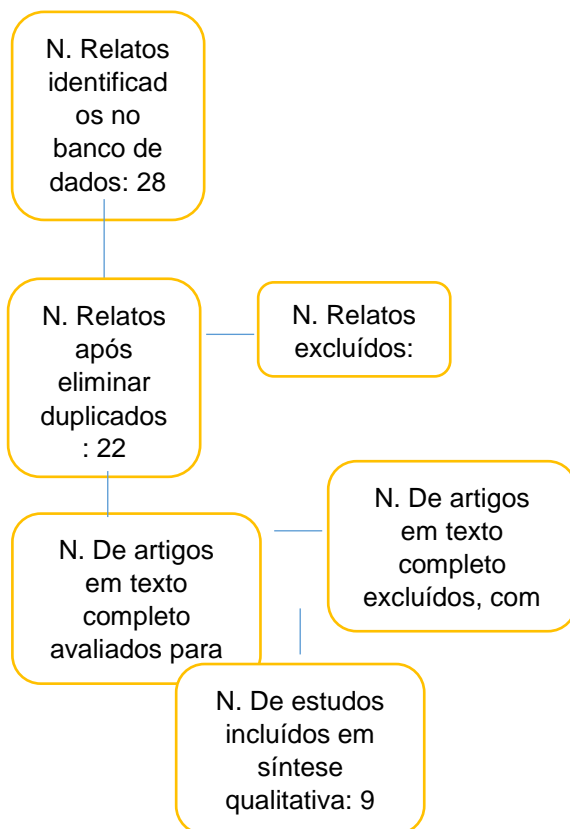 N. Relatos
identificad
os no
banco de
dados: 28
N. Relatos
após
eliminar
duplicados
: 22
N. Relatos
excluídos:
N. De artigos
em texto
completo
avaliados para
N. De artigos
em texto
completo
excluídos, com
N. De estudos
incluídos em
síntese
qualitativa: 9